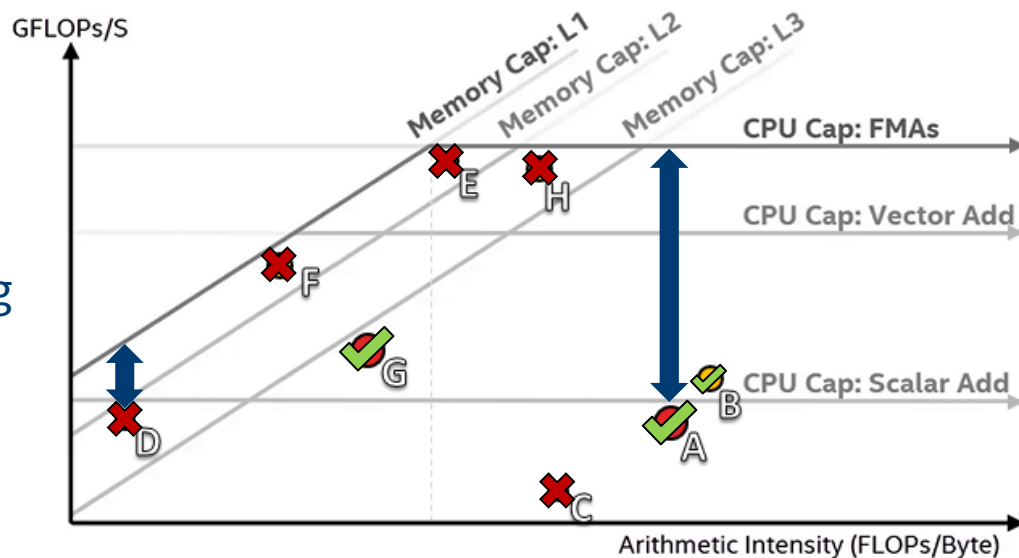 GFLOPs/S
Memory Cap: L1
Memory Cap: L2
Memory Cap: L3
CPU Cap: FMAs
E
H
CPU Cap: Vector Add
F
g
G
CPU Cap: Scalar Add
B
D
A
C
Arithmetic Intensity (FLOPs/Byte)